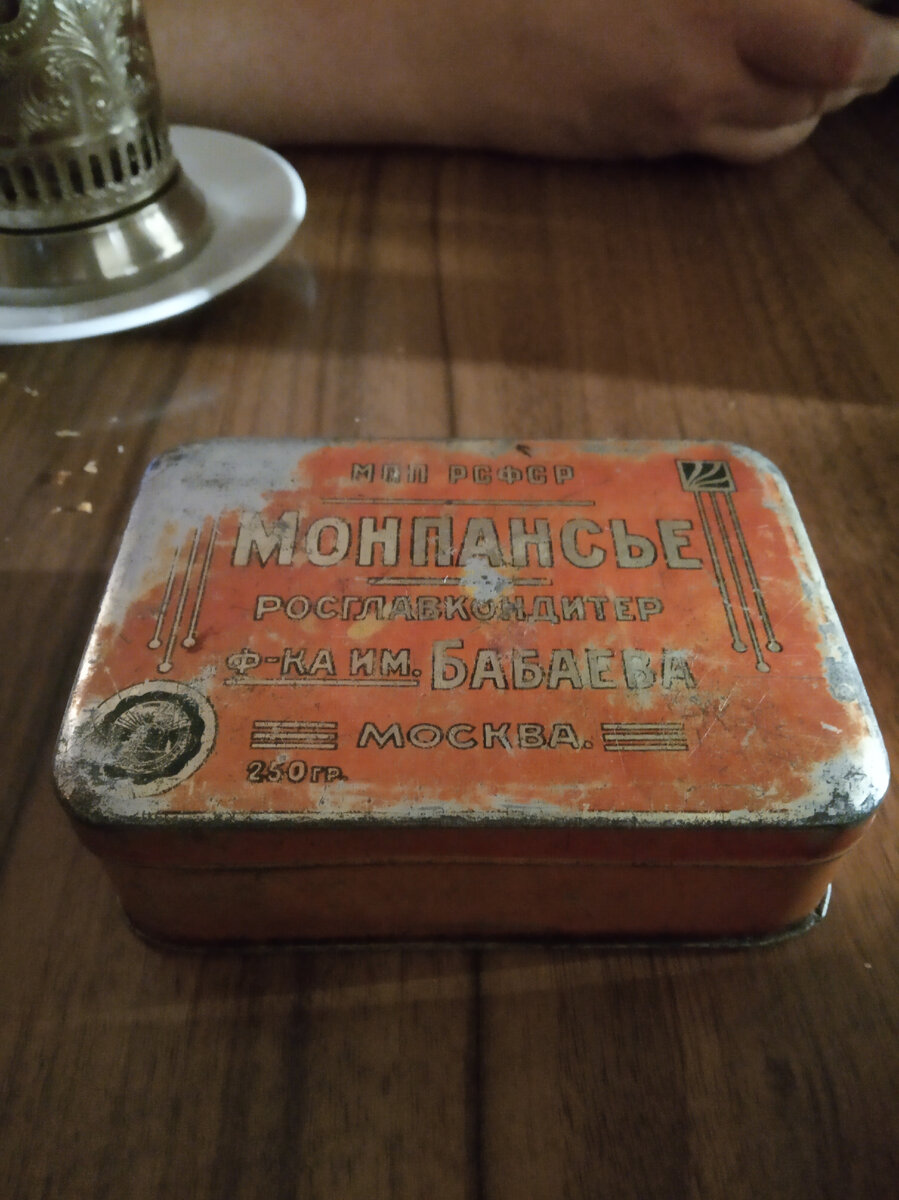 МПП РСФСР
МОНПАНСЬЕ
РОСГЛАВКОНДИТЕР
Ф-КА ИМ. БАБАЕВА
МОСКВА.
250 ГР.